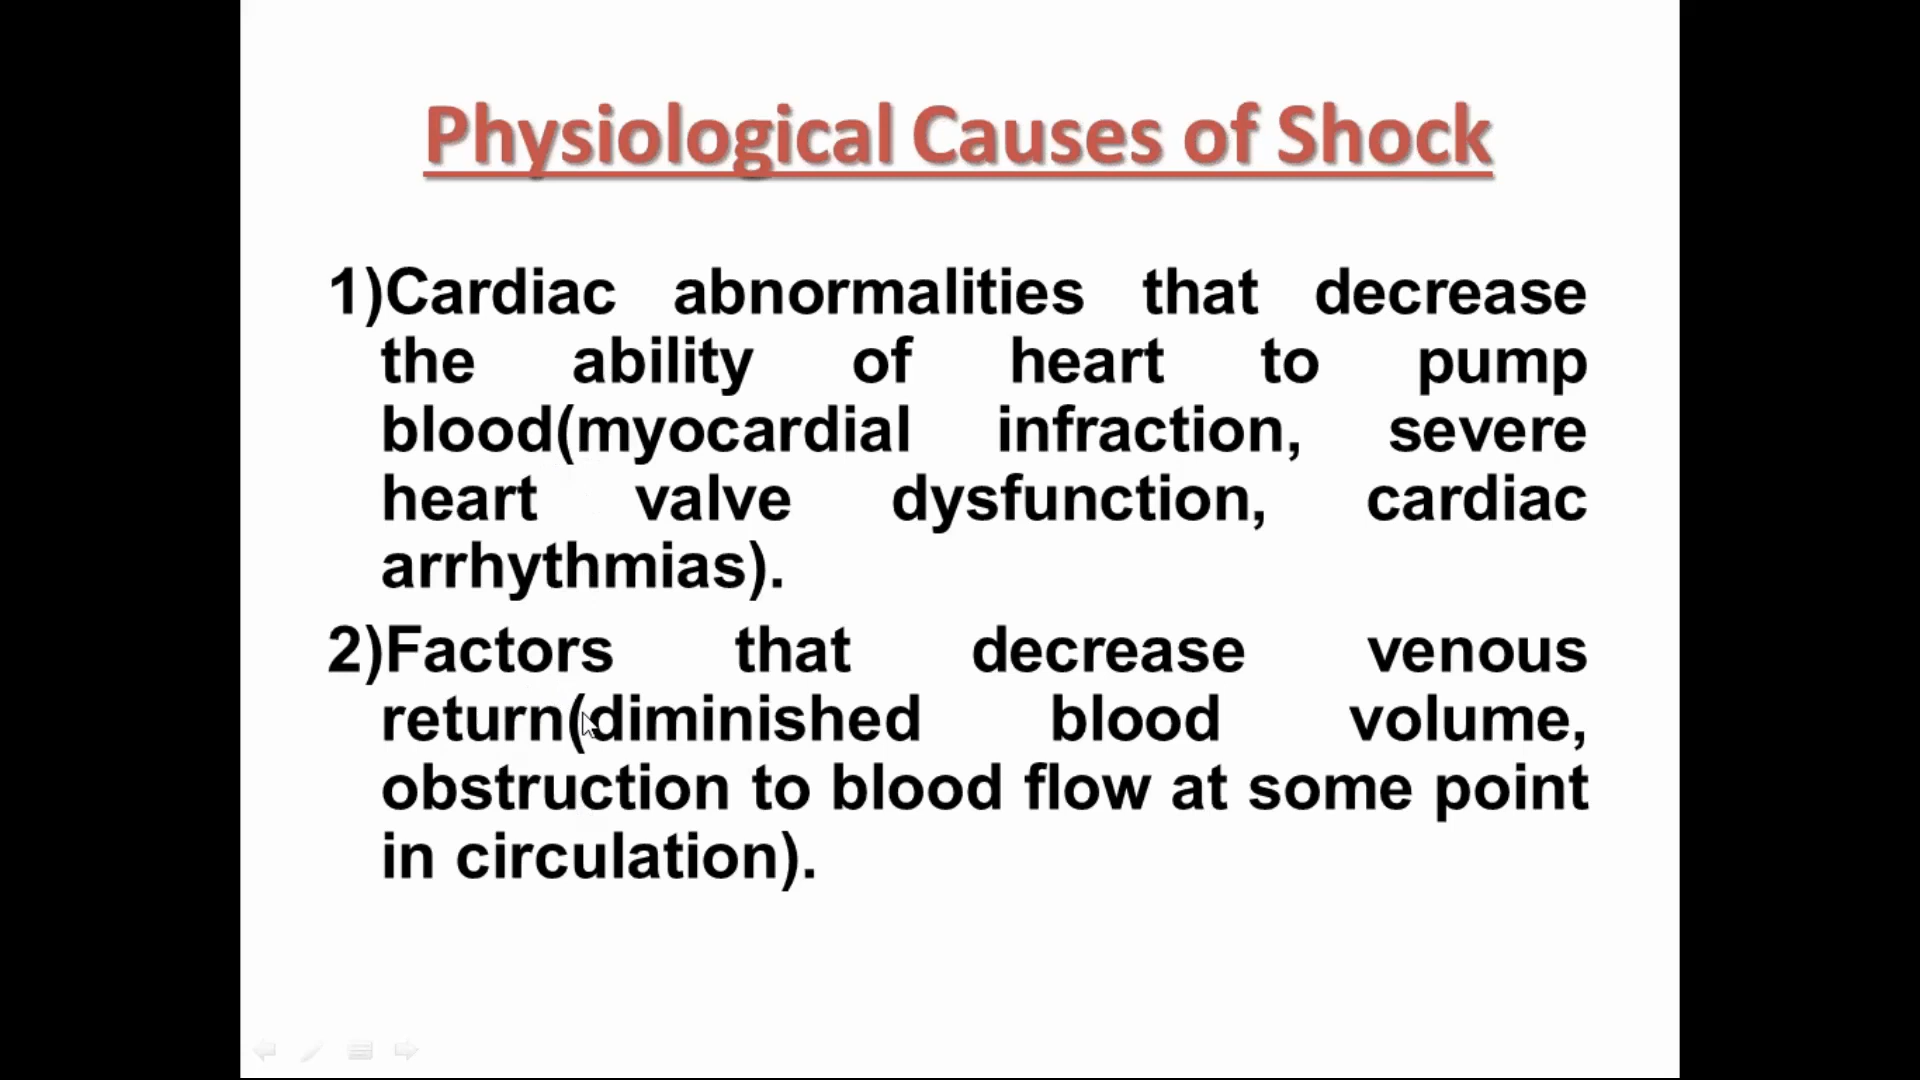 Physiological Causes of Shock
1)Cardiac abnormalities that decrease
the ability of heart to pump
blood(myocardial infraction, severe
heart valve dysfunction, cardiac
arrhythmias).
2)Factors that decrease venous
return(diminished blood volume,
obstruction to blood flow at some point
in circulation).